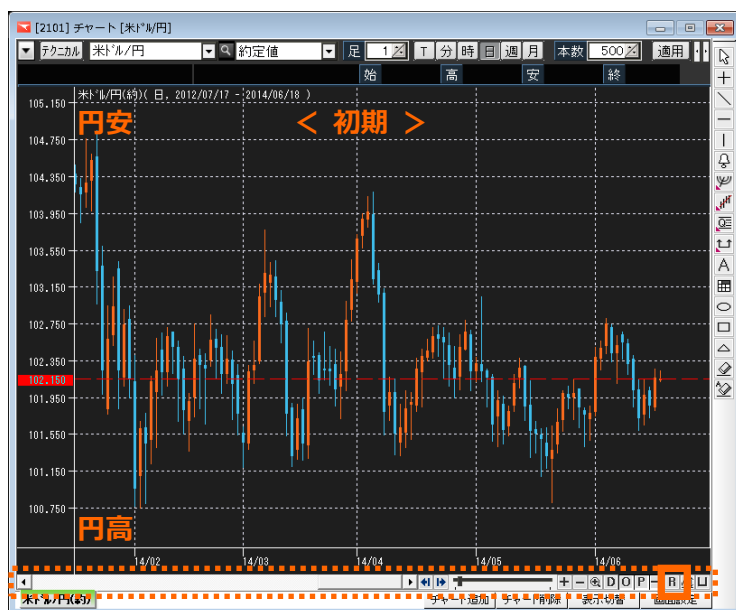 [2101] チャート [米ドル/円]
テクニカル 米ドル/円 約定値 足 1 T 分 時 日 週 月 本数 500 適用
始 高 安 終
米ドル/円(約)( 日, 2012/07/17 - 2014/06/18 )
円安
< 初期 >
105.150
104.750
104.350
103.950
103.550
103.150
102.750
102.350
102.150
101.950
101.550
101.150
100.750
円高
14/02 14/03 14/04 14/05 14/06
D O P R
米ドル/円(約) チャート追加 チャート削除 表示切替 画面設定